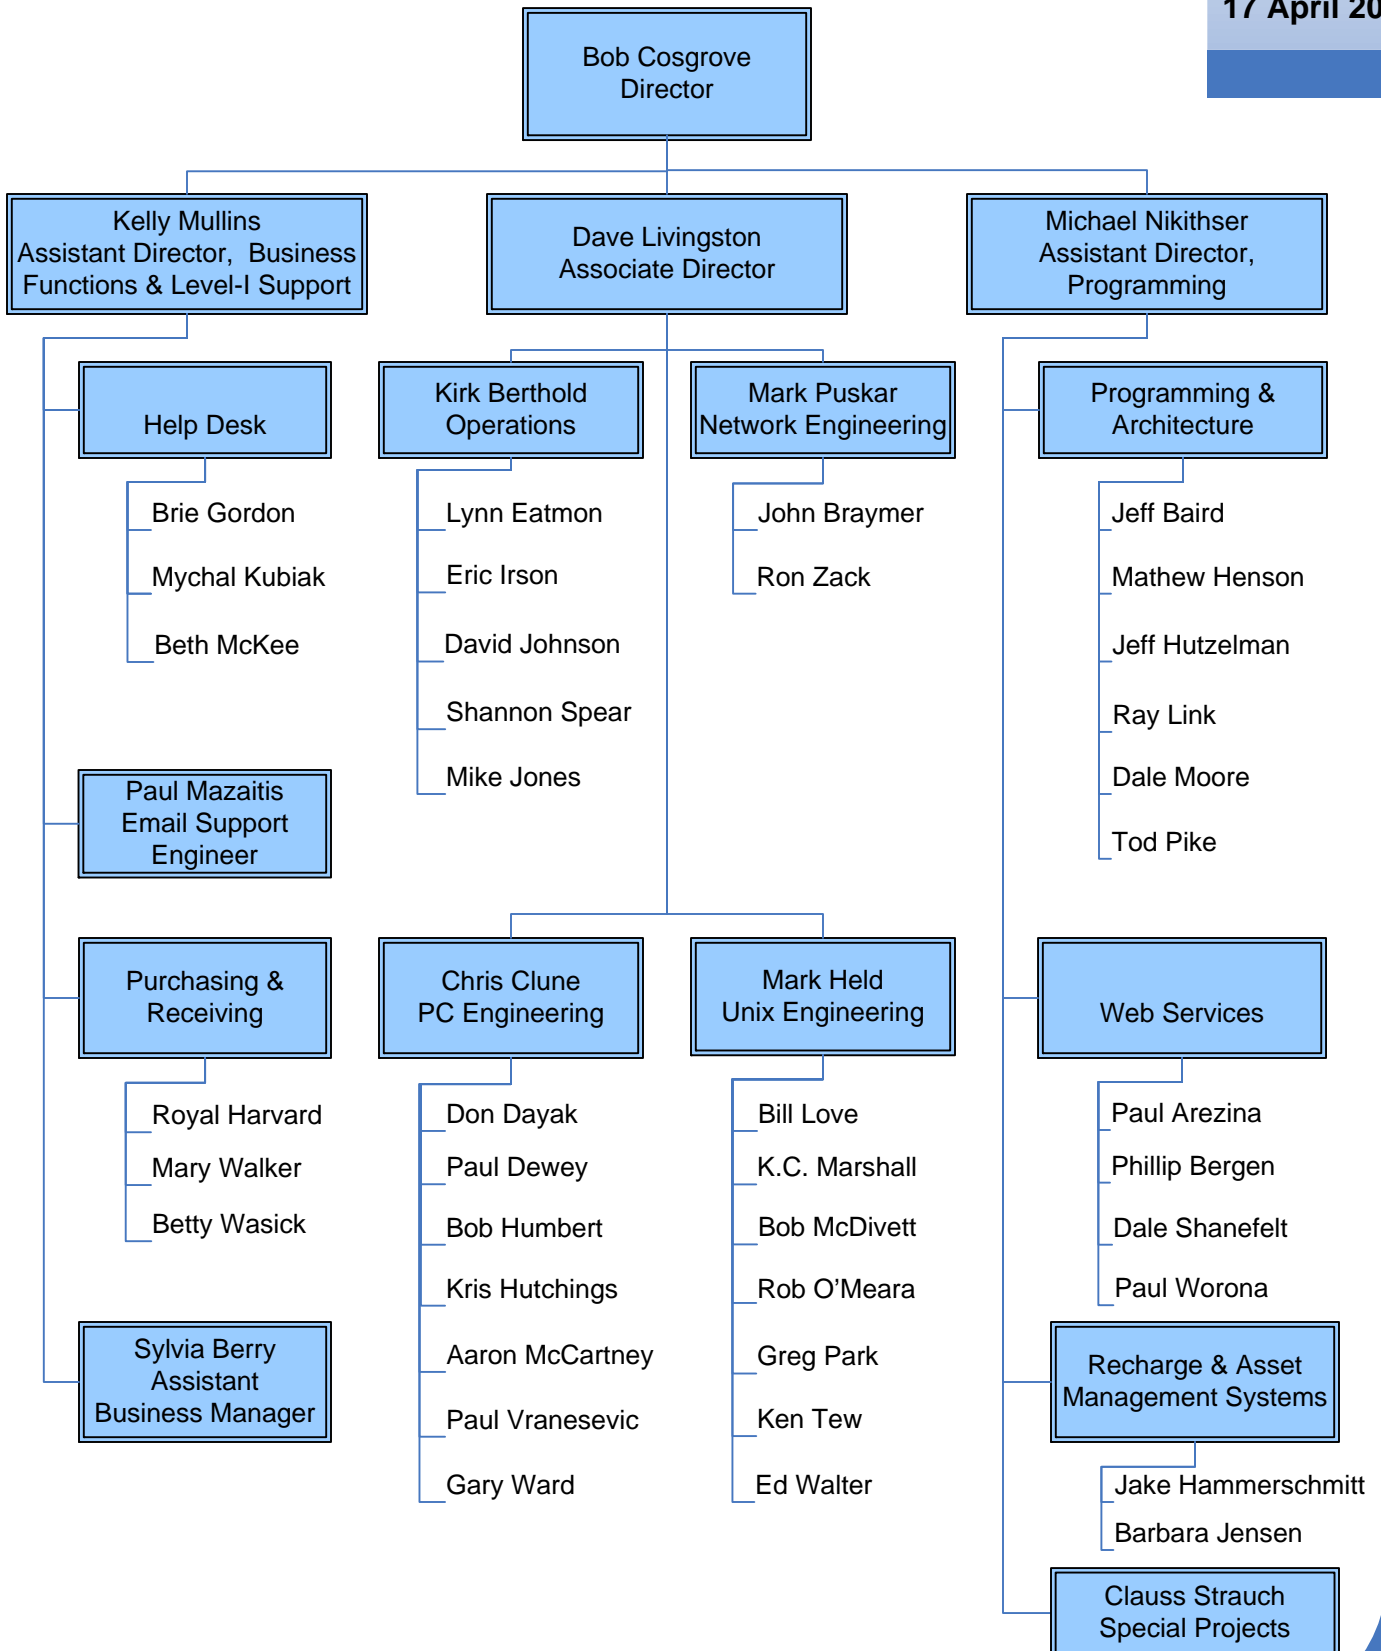 17 April 20
Bob Cosgrove
Director
Kelly Mullins
Assistant Director, Business
Functions & Level-I Support
Dave Livingston
Associate Director
Michael Nikithser
Assistant Director,
Programming
Help Desk
Brie Gordon
Mychal Kubiak
Beth McKee
Paul Mazaitis
Email Support
Engineer
Purchasing &
Receiving
Royal Harvard
Mary Walker
Betty Wasick
Sylvia Berry
Assistant
Business Manager
Kirk Berthold
Operations
Lynn Eatmon
Eric Irson
David Johnson
Shannon Spear
Mike Jones
Mark Puskar
Network Engineering
John Braymer
Ron Zack
Chris Clune
PC Engineering
Don Dayak
Paul Dewey
Bob Humbert
Kris Hutchings
Aaron McCartney
Paul Vranesevic
Gary Ward
Mark Held
Unix Engineering
Bill Love
K.C. Marshall
Bob McDivett
Rob O’Meara
Greg Park
Ken Tew
Ed Walter
Programming &
Architecture
Jeff Baird
Mathew Henson
Jeff Hutzelman
Ray Link
Dale Moore
Tod Pike
Web Services
Paul Arezina
Phillip Bergen
Dale Shanefelt
Paul Worona
Recharge & Asset
Management Systems
Jake Hammerschmitt
Barbara Jensen
Clauss Strauch
Special Projects